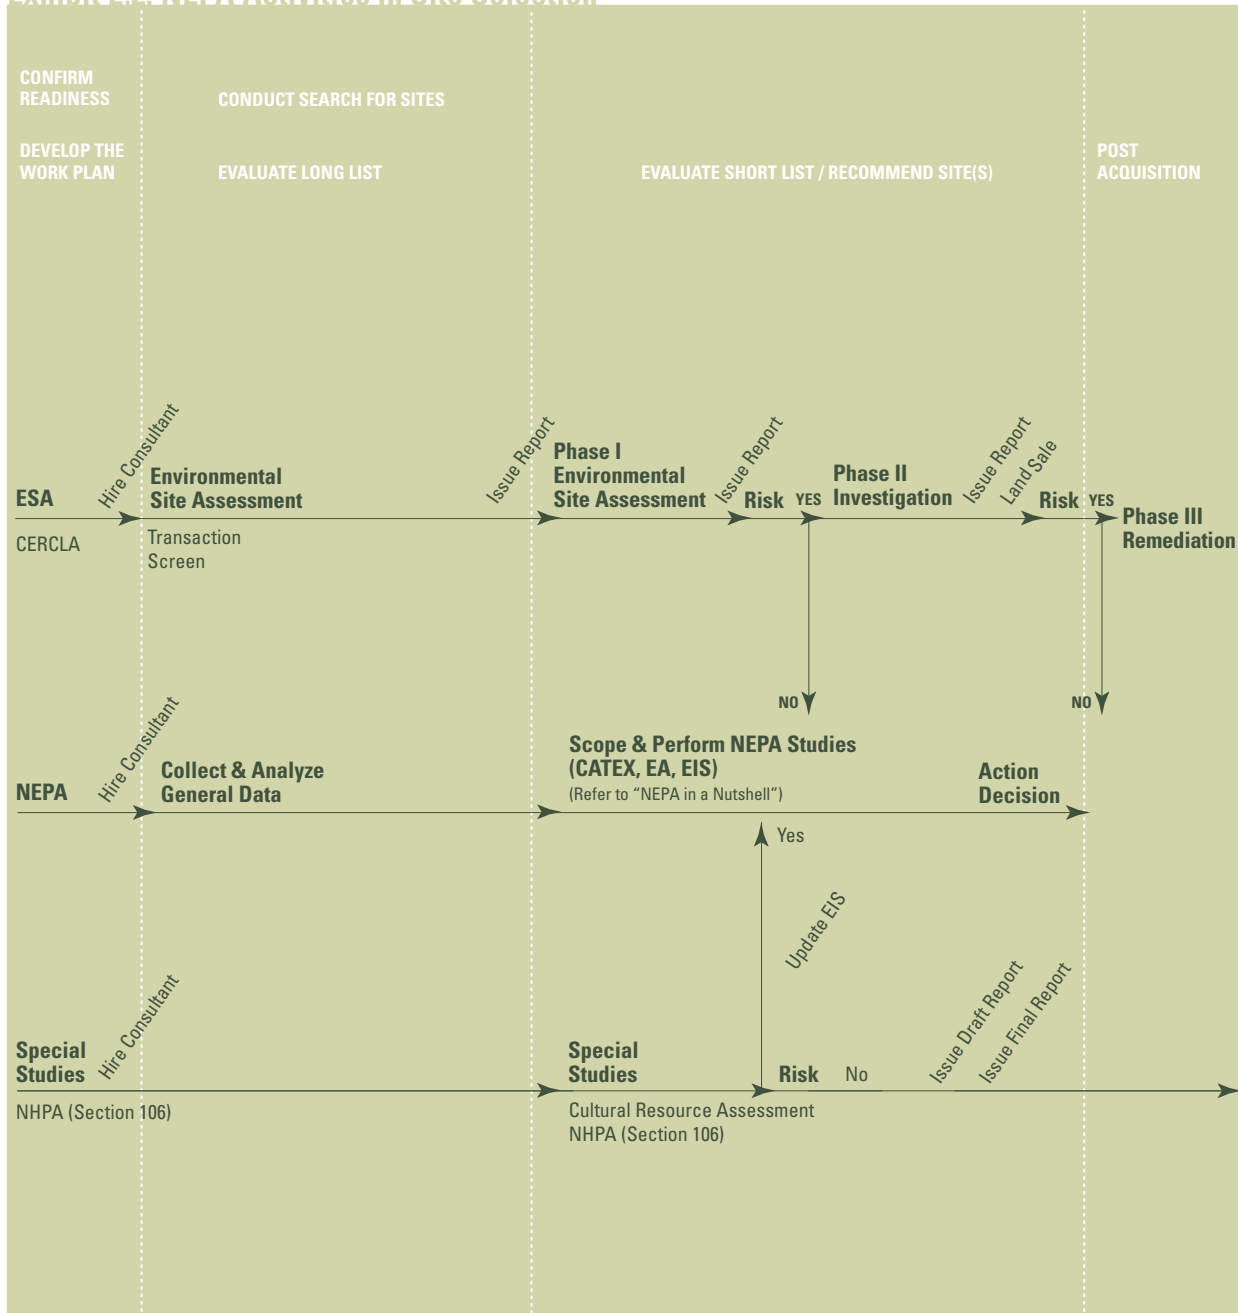 CONFIRM
READINESS
CONDUCT SEARCH FOR SITES
DEVELOP THE
WORK PLAN
EVALUATE LONG LIST
EVALUATE SHORT LIST / RECOMMEND SITE(S)
POST
ACQUISITION
ESA
CERCLA
Hire Consultant
Environmental
Site Assessment
Transaction
Screen
Issue Report
Phase I
Environmental
Site Assessment
Issue Report
Risk
YES
NO
Phase II
Investigation
Issue Report
Land Sale
Risk
YES
NO
Phase III
Remediation
NEPA
Hire Consultant
Collect & Analyze
General Data
Scope & Perform NEPA Studies
(CATEX, EA, EIS)
(Refer to “NEPA in a Nutshell”)
Action
Decision
Yes
Update EIS
Special
Studies
NHPA (Section 106)
Hire Consultant
Special
Studies
Cultural Resource Assessment
NHPA (Section 106)
Risk
No
Issue Draft Report
Issue Final Report